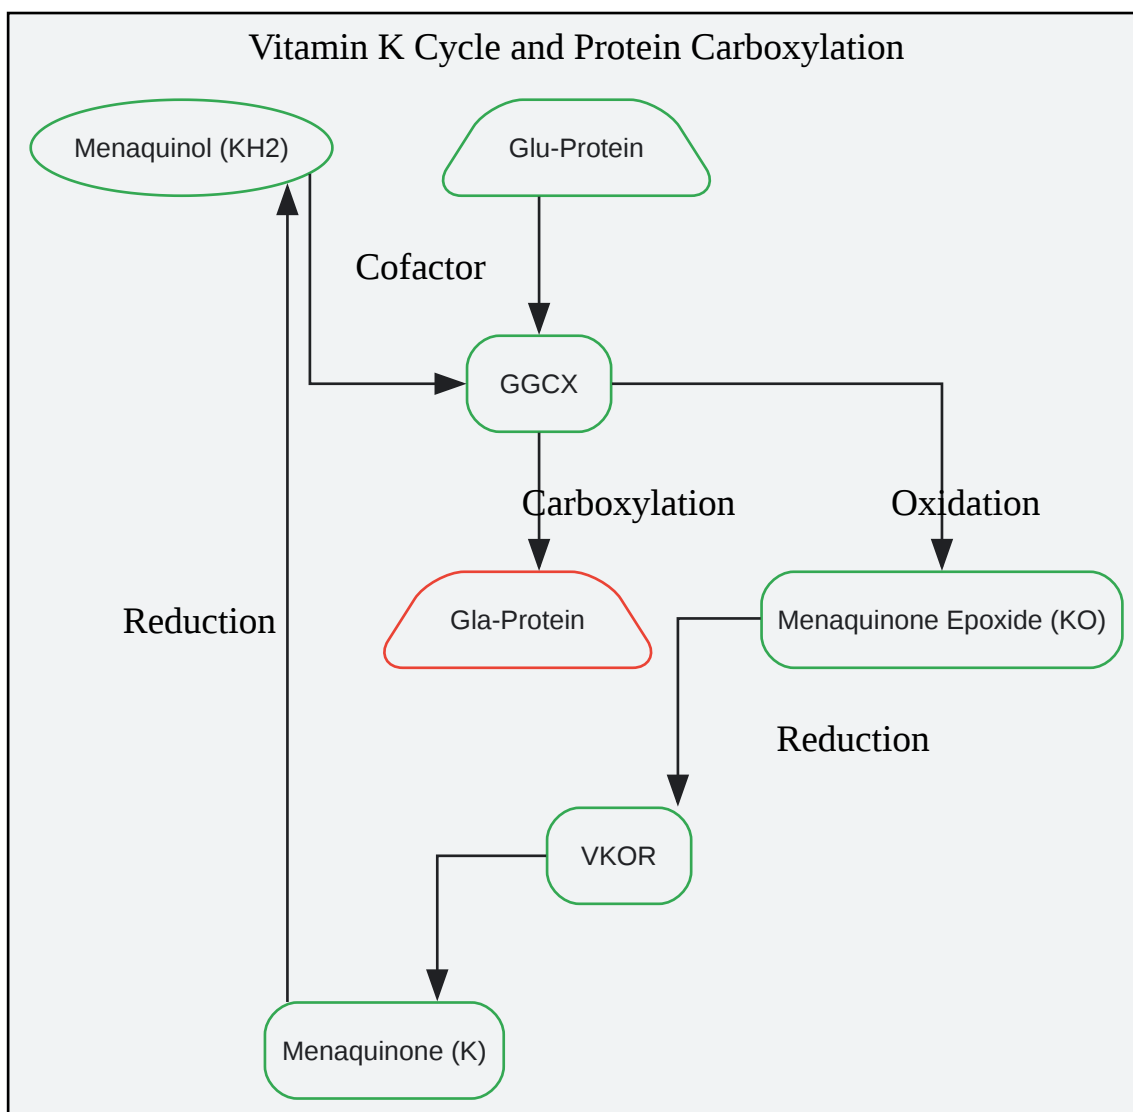 Vitamin K Cycle and Protein Carboxylation
Menaquinol (KH2)
Glu-Protein
Cofactor
GGCX
Carboxylation
Oxidation
Reduction
Gla-Protein
Menaquinone Epoxide (KO)
Reduction
VKOR
Menaquinone (K)